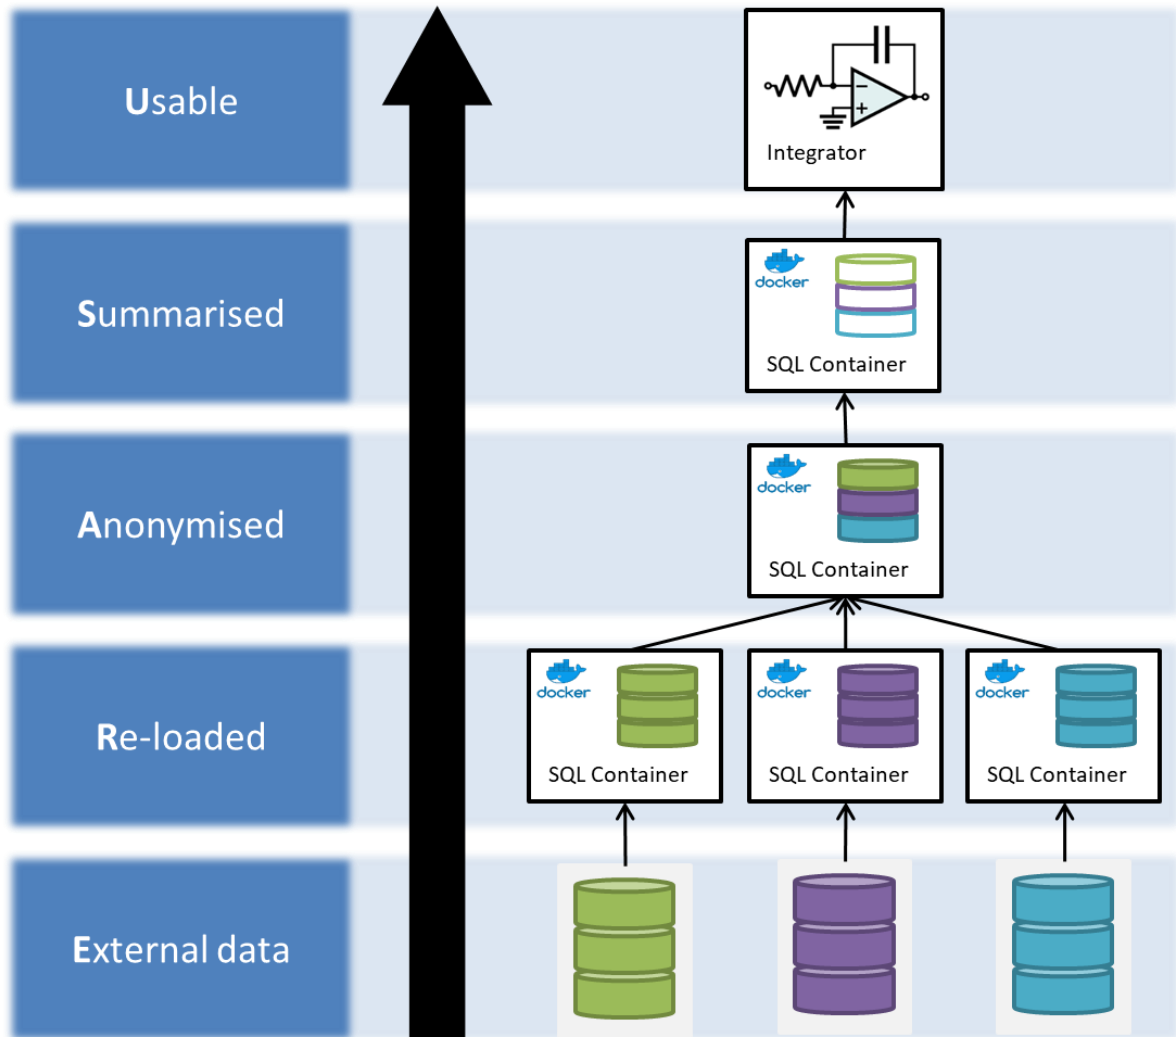 Usable
−
+
Integrator
Summarised
docker
SQL Container
Anonymised
docker
SQL Container
Re-loaded
docker
docker
docker
SQL Container
SQL Container
SQL Container
External data